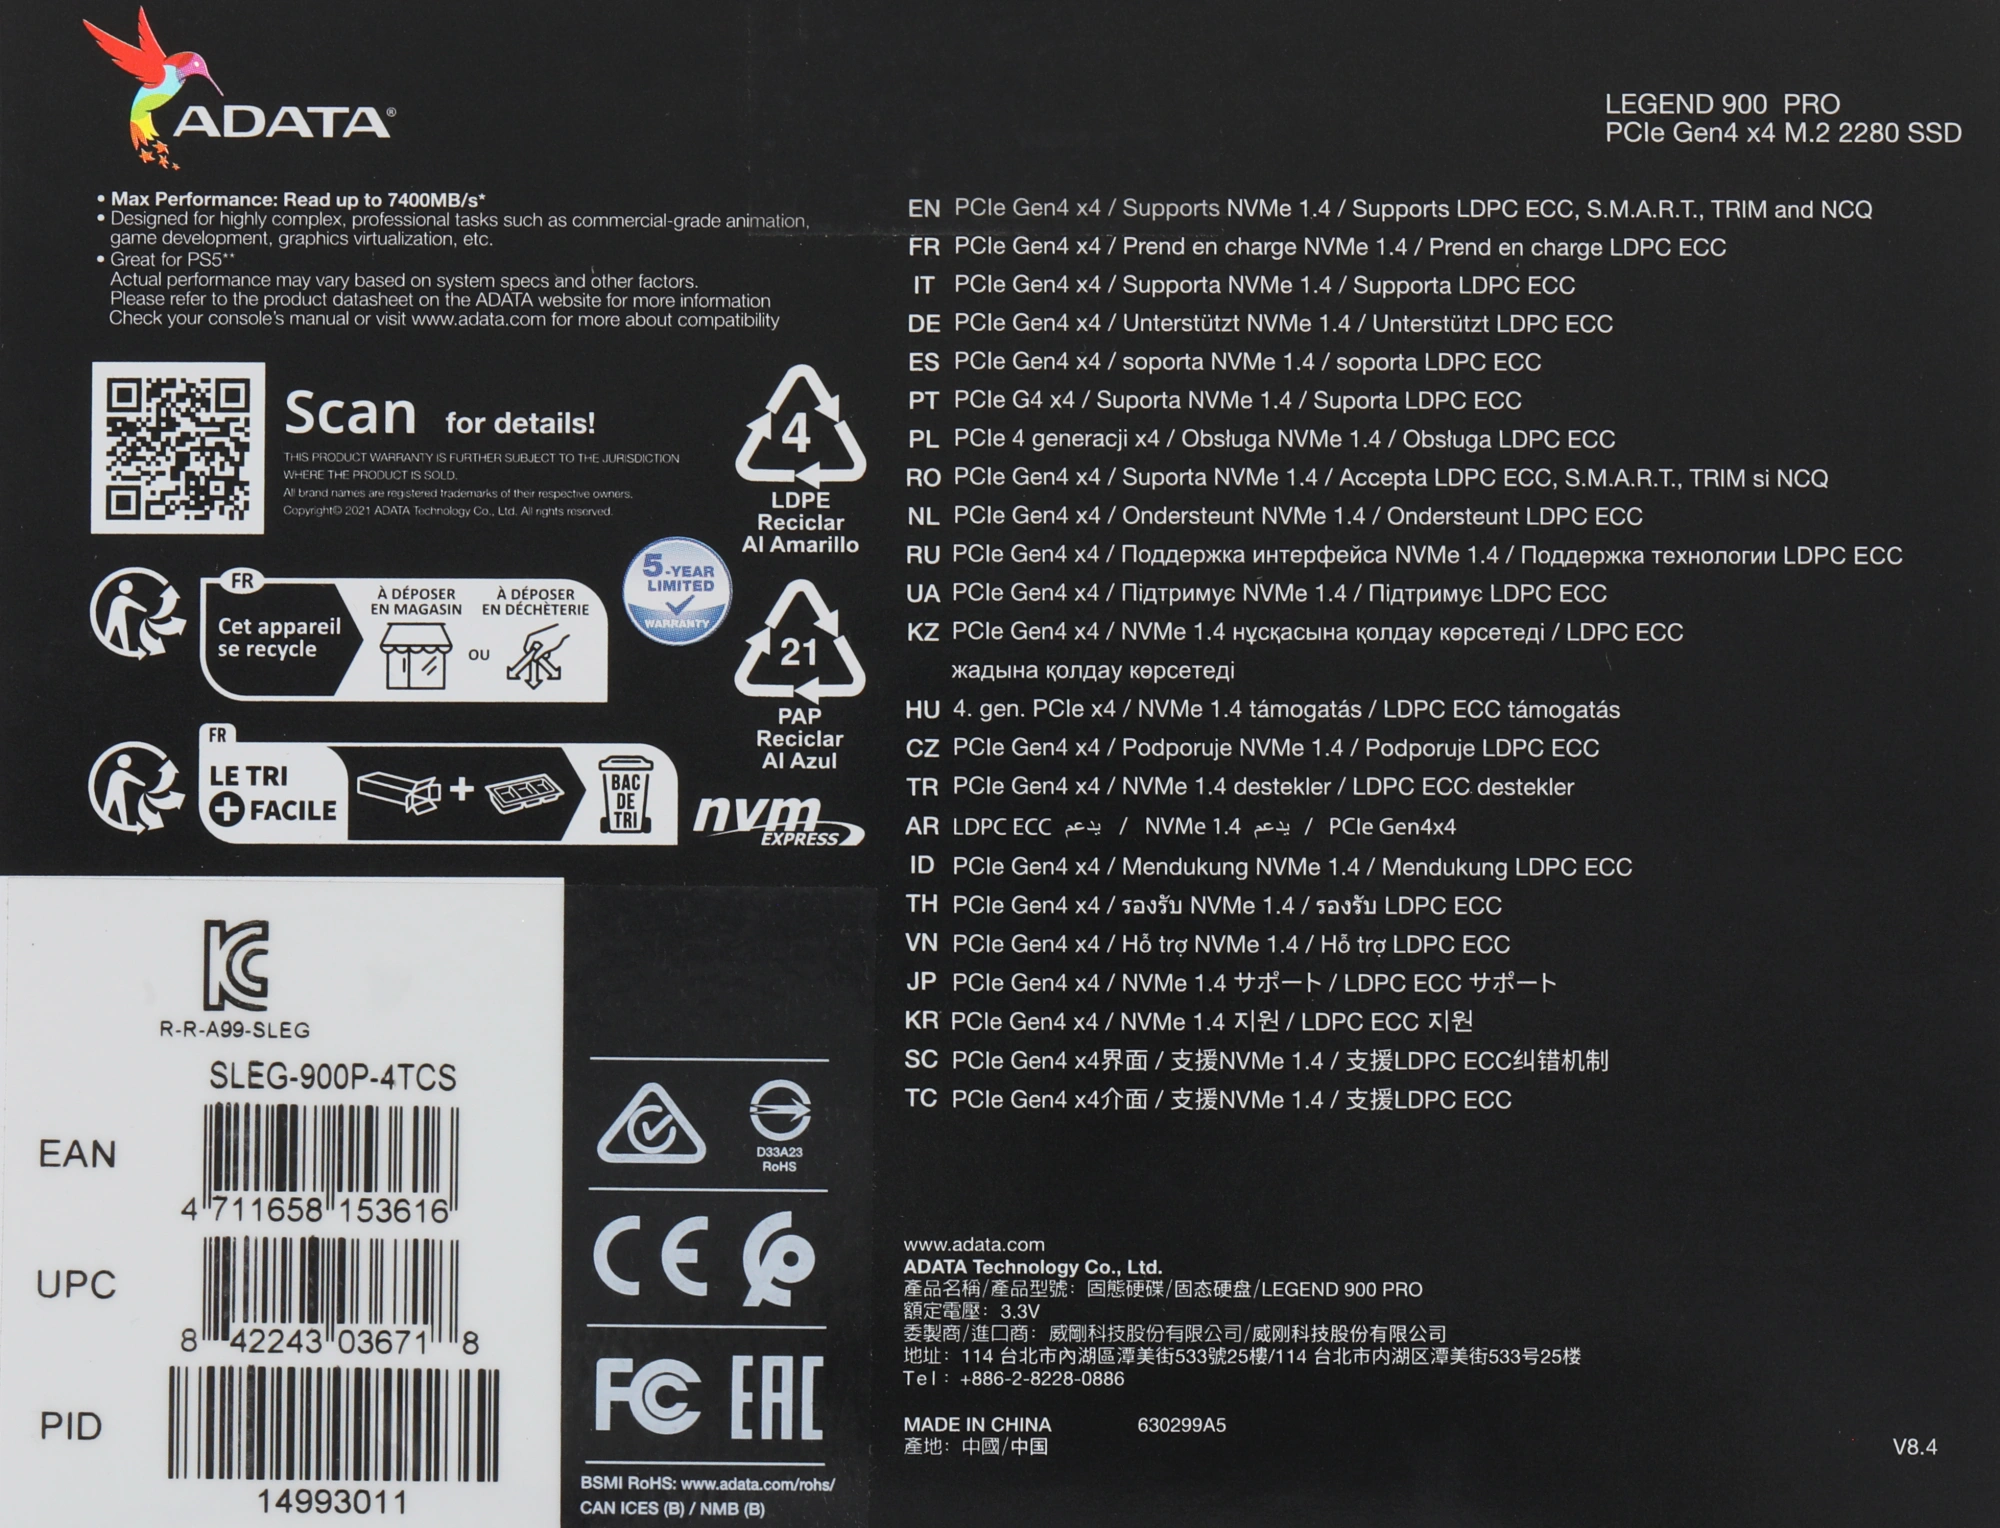 ADATA®
LEGEND 900 PRO
PCIe Gen4 x4 M.2 2280 SSD
• Max Performance: Read up to 7400MB/s*
• Designed for highly complex, professional tasks such as commercial-grade animation,
game development, graphics virtualization, etc.
• Great for PS5**
Actual performance may vary based on system specs and other factors.
Please refer to the product datasheet on the ADATA website for more information
Check your console's manual or visit www.adata.com for more about compatibility
Scan for details!
THIS PRODUCT WARRANTY IS FURTHER SUBJECT TO THE JURISDICTION
WHERE THE PRODUCT IS SOLD.
All brand names are registered trademarks of their respective owners.
Copyright© 2021 ADATA Technology Co., Ltd. All rights reserved.
4
LDPE
Reciclar
Al Amarillo
5-YEAR
LIMITED
WARRANTY
21
PAP
Reciclar
Al Azul
FR
Cet appareil
se recycle
À DÉPOSER
EN MAGASIN
OU
À DÉPOSER
EN DÉCHÈTERIE
FR
LE TRI
+ FACILE
+
BAC
DE
TRI
nvm
EXPRESS
EN PCIe Gen4 x4 / Supports NVMe 1.4 / Supports LDPC ECC, S.M.A.R.T., TRIM and NCQ
FR PCIe Gen4 x4 / Prend en charge NVMe 1.4 / Prend en charge LDPC ECC
IT PCIe Gen4 x4 / Supporta NVMe 1.4 / Supporta LDPC ECC
DE PCIe Gen4 x4 / Unterstützt NVMe 1.4 / Unterstützt LDPC ECC
ES PCIe Gen4 x4 / soporta NVMe 1.4 / soporta LDPC ECC
PT PCIe G4 x4 / Suporta NVMe 1.4 / Suporta LDPC ECC
PL PCIe 4 generacji x4 / Obsługa NVMe 1.4 / Obsługa LDPC ECC
RO PCIe Gen4 x4 / Suporta NVMe 1.4 / Accepta LDPC ECC, S.M.A.R.T., TRIM si NCQ
NL PCIe Gen4 x4 / Ondersteunt NVMe 1.4 / Ondersteunt LDPC ECC
RU PCIe Gen4 x4 / Поддержка интерфейса NVMe 1.4 / Поддержка технологии LDPC ECC
UA PCIe Gen4 x4 / Підтримує NVMe 1.4 / Підтримує LDPC ECC
KZ PCIe Gen4 x4 / NVMe 1.4 нұсқасына қолдау көрсетеді / LDPC ECC
жадына қолдау көрсетеді
HU 4. gen. PCIe x4 / NVMe 1.4 támogatás / LDPC ECC támogatás
CZ PCIe Gen4 x4 / Podporuje NVMe 1.4 / Podporuje LDPC ECC
TR PCIe Gen4 x4 / NVMe 1.4 destekler / LDPC ECC destekler
AR LDPC ECC يدعم / NVMe 1.4 يدعم / PCIe Gen4x4
ID PCIe Gen4 x4 / Mendukung NVMe 1.4 / Mendukung LDPC ECC
TH PCIe Gen4 x4 / รองรับ NVMe 1.4 / รองรับ LDPC ECC
VN PCIe Gen4 x4 / Hỗ trợ NVMe 1.4 / Hỗ trợ LDPC ECC
JP PCIe Gen4 x4 / NVMe 1.4 サポート / LDPC ECC サポート
KR PCIe Gen4 x4 / NVMe 1.4 지원 / LDPC ECC 지원
SC PCIe Gen4 x4界面 / 支援NVMe 1.4 / 支援LDPC ECC纠错机制
TC PCIe Gen4 x4介面 / 支援NVMe 1.4 / 支援LDPC ECC
R-R-A99-SLEG
SLEG-900P-4TCS
EAN
4 711658 153616
UPC
8 42243 03671 8
PID
14993011
D33A23
RoHS
CE
FC EAC
BSMI RoHS: www.adata.com/rohs/
CAN ICES (B) / NMB (B)
www.adata.com
ADATA Technology Co., Ltd.
產品名稱/產品型號: 固態硬碟/固态硬盘/LEGEND 900 PRO
額定電壓: 3.3V
委製商/進口商: 威剛科技股份有限公司/威刚科技股份有限公司
地址: 114 台北市內湖區潭美街533號25樓/114 台北市内湖区潭美街533号25楼
Tel: +886-2-8228-0886
MADE IN CHINA 630299A5
產地: 中國/中国
V8.4